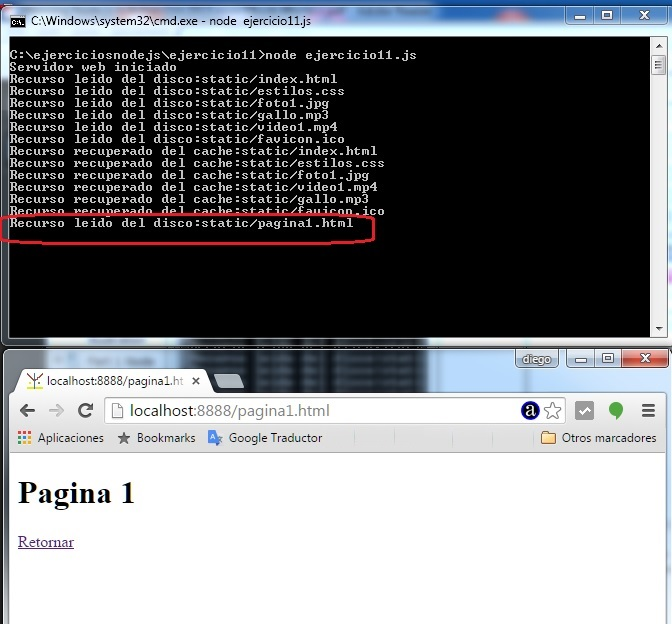 C:\Windows\system32\cmd.exe - node ejercicio11.js
C:\ejerciciosnodejs\ejercicio11>node ejercicio11.js
Servidor web iniciado
Recurso leido del disco:static/index.html
Recurso leido del disco:static/estilos.css
Recurso leido del disco:static/foto1.jpg
Recurso leido del disco:static/gallo.mp3
Recurso leido del disco:static/video1.mp4
Recurso leido del disco:static/favicon.ico
Recurso recuperado del cache:static/index.html
Recurso recuperado del cache:static/estilos.css
Recurso recuperado del cache:static/foto1.jpg
Recurso recuperado del cache:static/video1.mp4
Recurso recuperado del cache:static/gallo.mp3
Recurso recuperado del cache:static/favicon.ico
Recurso leido del disco:static/pagina1.html
diego
localhost:8888/pagina1.ht
localhost:8888/pagina1.html
a
Aplicaciones Bookmarks Google Traductor Otros marcadores
Pagina 1
Retornar